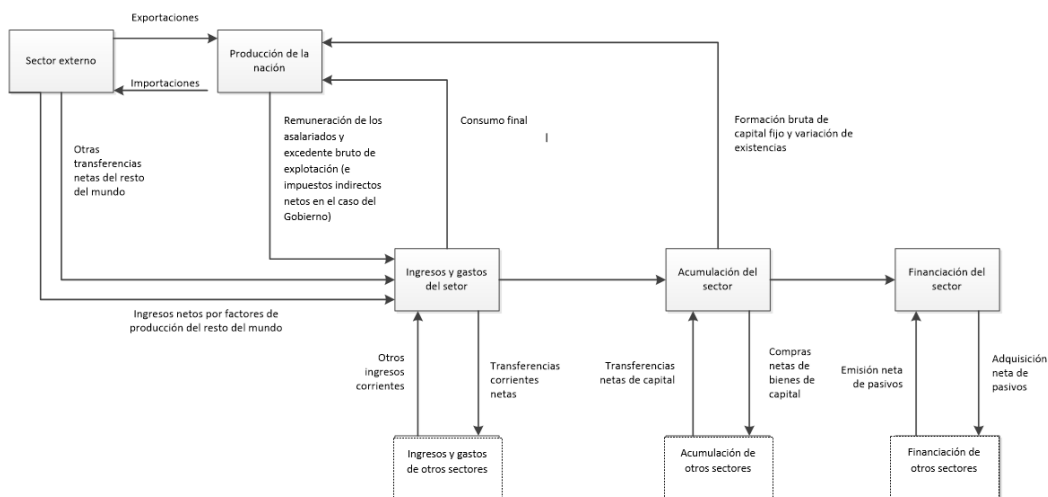 Exportaciones
Sector externo
Producción de la
nación
Importaciones
Otras
transferencias
netas del resto
del mundo
Remuneración de los
asalariados y
excedente bruto de
explotación (e
impuestos indirectos
netos en el caso del
Gobierno)
Consumo final
Formación bruta de
capital fijo y variación de
existencias
Ingresos y gastos
del setor
Acumulación del
sector
Financiación del
sector
Ingresos netos por factores de
producción del resto del mundo
Otros
ingresos
corrientes
Transferencias
corrientes
netas
Transferencias
netas de capital
Compras
netas de
bienes de
capital
Emisión neta
de pasivos
Adquisición
neta de
pasivos
Ingresos y gastos
de otros sectores
Acumulación de
otros sectores
Financiación de
otros sectores